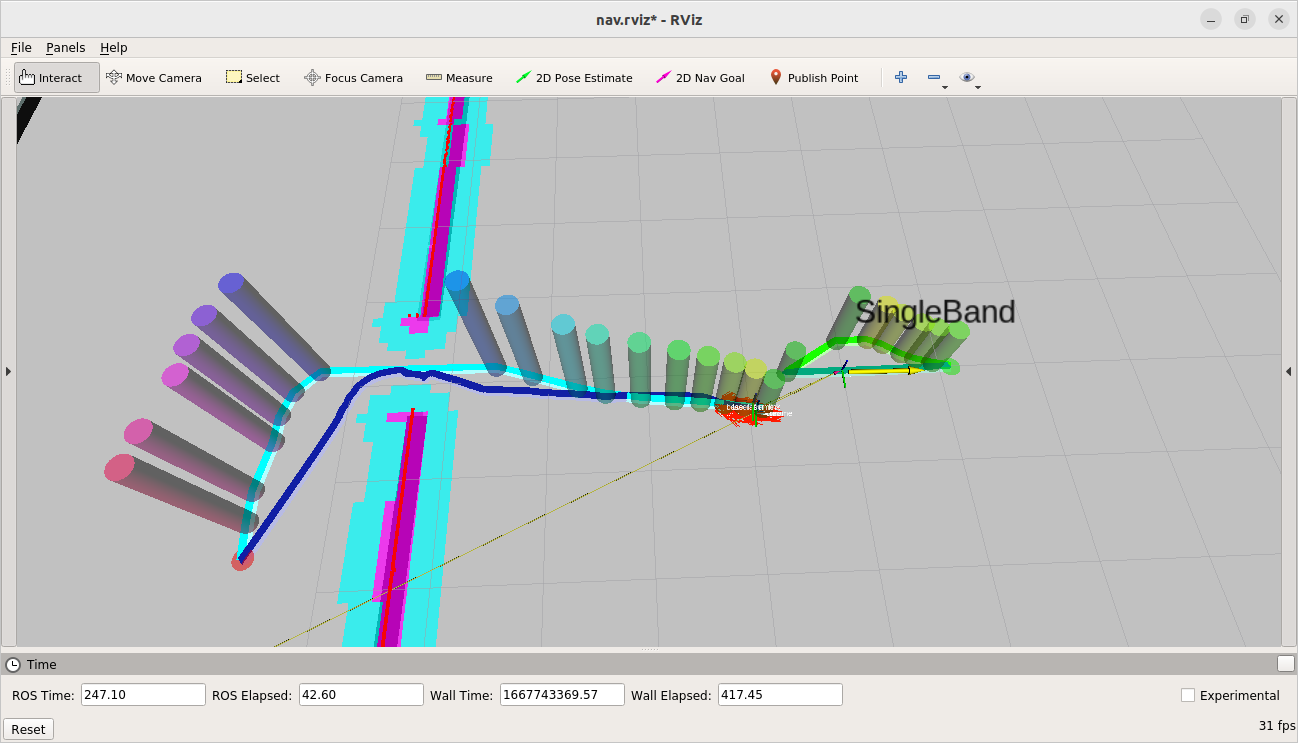 nav.rviz* - RViz
File Panels Help
Interact Move Camera Select Focus Camera Measure 2D Pose Estimate 2D Nav Goal Publish Point
SingleBand
Time
ROS Time: 247.10 ROS Elapsed: 42.60 Wall Time: 1667743369.57 Wall Elapsed: 417.45 Experimental
Reset 31 fps